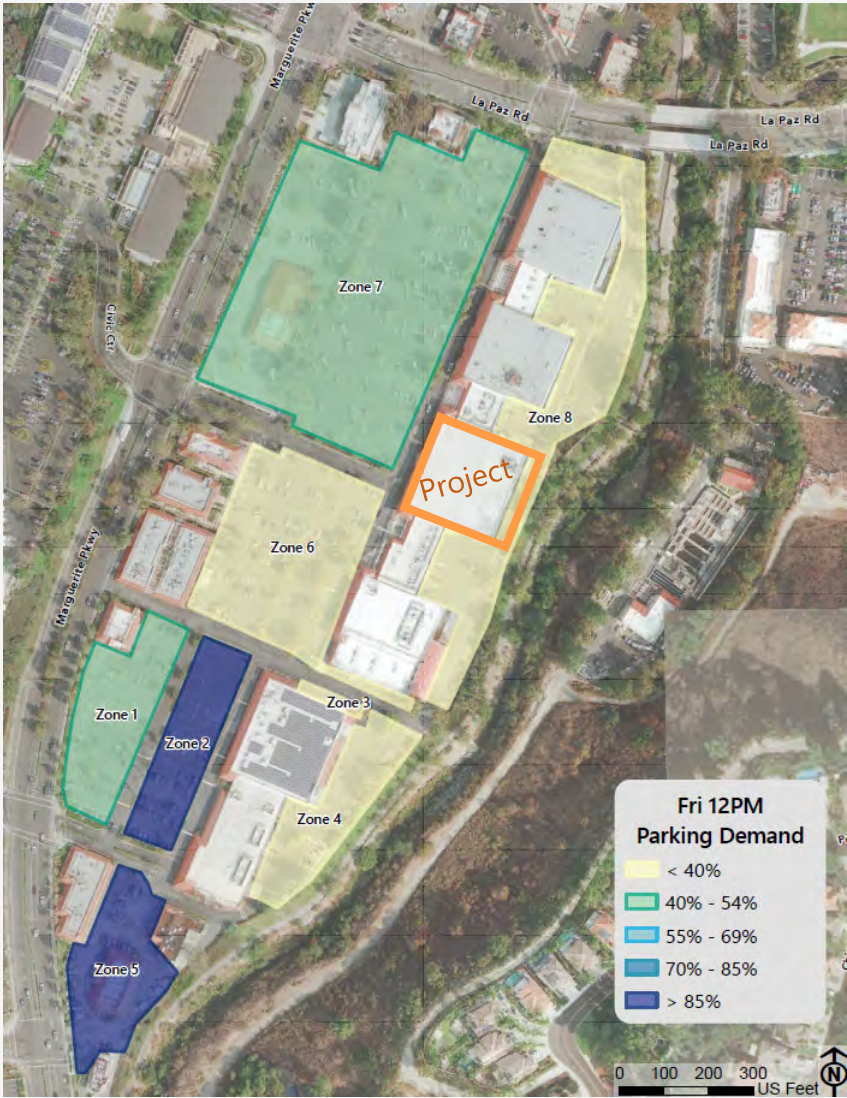 Marguerite Pkw
La Paz Rd
La Paz Rd
La Paz Rd
Zone 7
Civic Ctr
Zone 8
Project
Zone 6
Marguerite Pkwy
Zone 3
Zone 1
Zone 2
Zone 4
Zone 5
Fri 12PM
Parking Demand
< 40%
40% - 54%
55% - 69%
70% - 85%
> 85%
0 100 200 300
US Feet
N